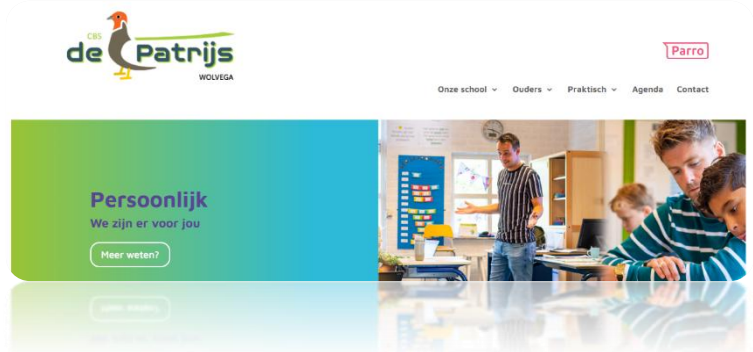 CBS
de Patrijs
WOLVEGA
Parro
Onze school Ouders Praktisch Agenda Contact
Persoonlijk
We zijn er voor jou
Meer weten?